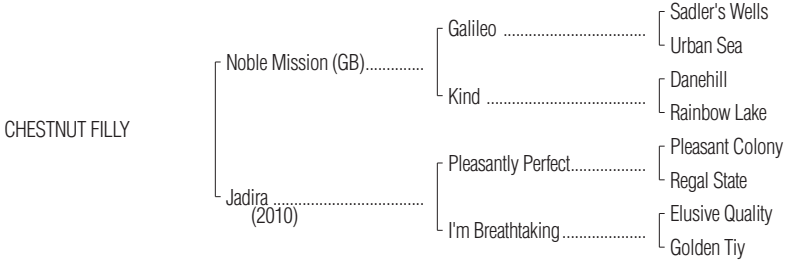 Sadler's Wells
Galileo ................................
Urban Sea
Noble Mission (GB)..............
Danehill
Kind ....................................
Rainbow Lake
CHESTNUT FILLY
Pleasant Colony
Pleasantly Perfect.................
Regal State
Jadira ..................................
(2010)
Elusive Quality
I'm Breathtaking...................
Golden Tiy